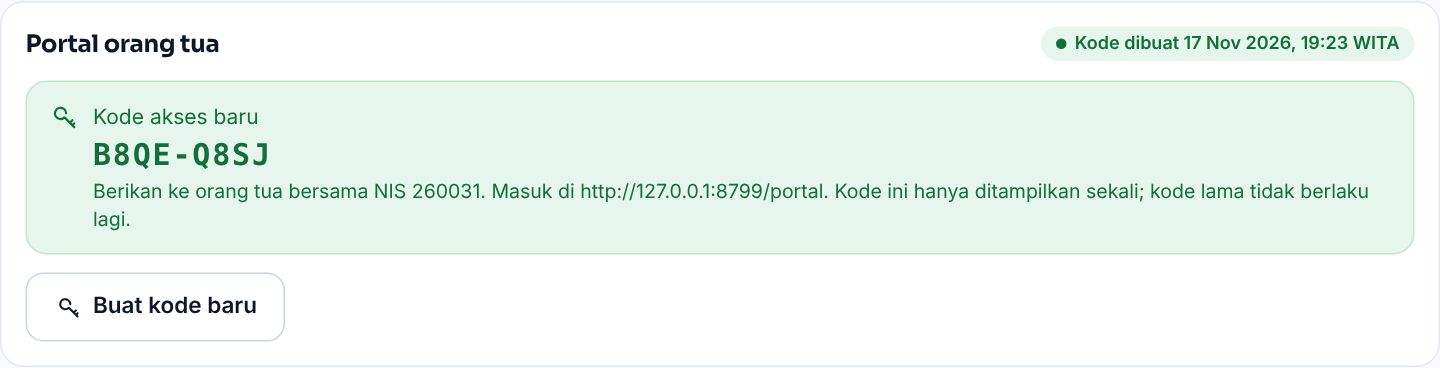 Portal orang tua
Kode dibuat 17 Nov 2026, 19:23 WITA
Kode akses baru
B8QE-Q8SJ
Berikan ke orang tua bersama NIS 260031. Masuk di http://127.0.0.1:8799/portal. Kode ini hanya ditampilkan sekali; kode lama tidak berlaku
lagi.
Buat kode baru